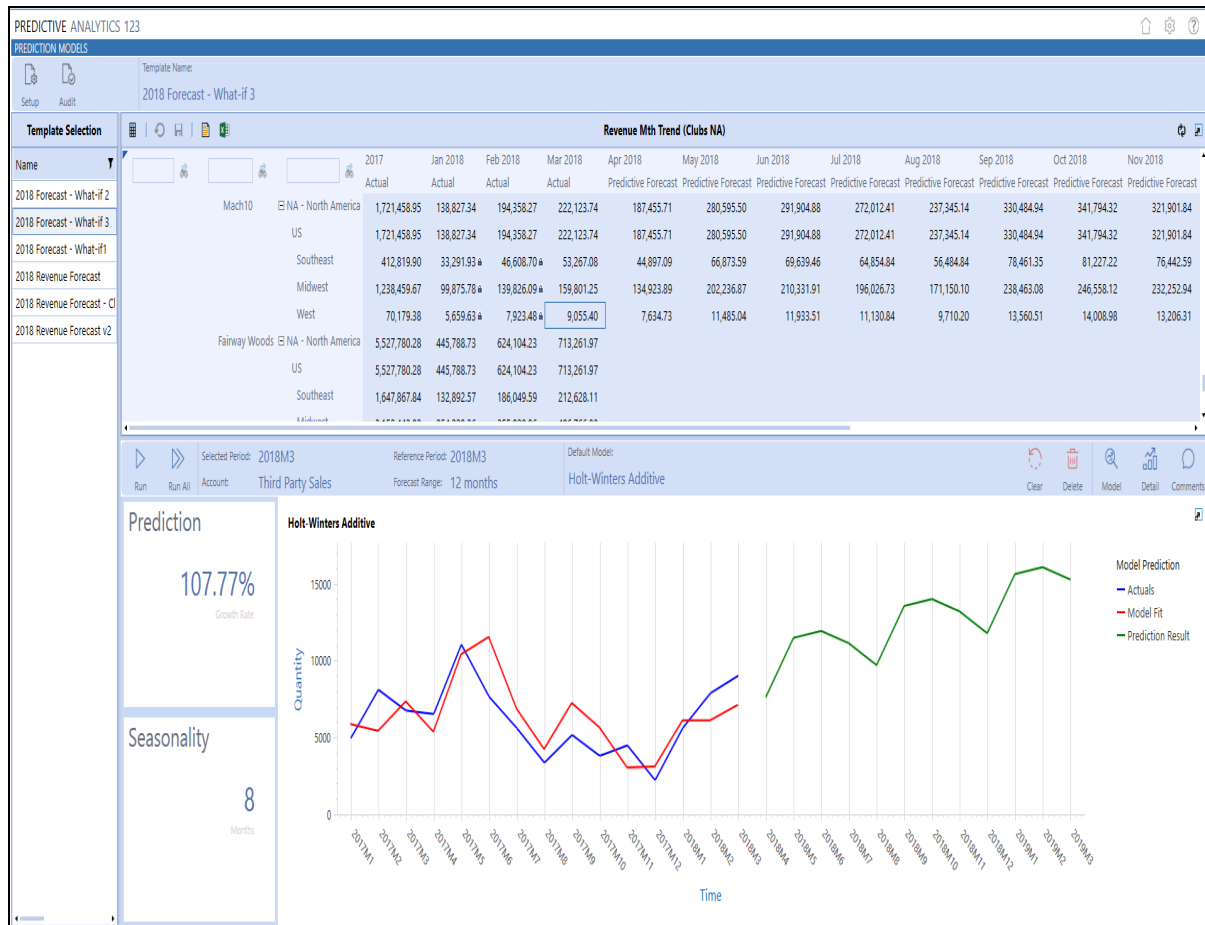 PREDICTIVE ANALYTICS 123
PREDICTION MODELS
Setup Audit
Template Name:
2018 Forecast - What-if 3
Template Selection
Name
2018 Forecast - What-if 2
2018 Forecast - What-if 3
2018 Forecast - What-if1
2018 Revenue Forecast
2018 Revenue Forecast - Cl
2018 Revenue Forecast v2
Revenue Mth Trend (Clubs NA)
2017 Jan 2018 Feb 2018 Mar 2018 Apr 2018 May 2018 Jun 2018 Jul 2018 Aug 2018 Sep 2018 Oct 2018 Nov 2018
Actual Actual Actual Actual Predictive Forecast Predictive Forecast Predictive Forecast Predictive Forecast Predictive Forecast Predictive Forecast Predictive Forecast Predictive Forecast
Mach10 NA - North America 1,721,458.95 138,827.34 194,358.27 222,123.74 187,455.71 280,595.50 291,904.88 272,012.41 237,345.14 330,484.94 341,794.32 321,901.84
US 1,721,458.95 138,827.34 194,358.27 222,123.74 187,455.71 280,595.50 291,904.88 272,012.41 237,345.14 330,484.94 341,794.32 321,901.84
Southeast 412,819.90 33,291.93 46,608.70 53,267.08 44,897.09 66,873.59 69,639.46 64,854.84 56,484.84 78,461.35 81,227.22 76,442.59
Midwest 1,238,459.67 99,875.78 139,826.09 159,801.25 134,923.89 202,236.87 210,331.91 196,026.73 171,150.10 238,463.08 246,558.12 232,252.94
West 70,179.38 5,659.63 7,923.48 9,055.40 7,634.73 11,485.04 11,933.51 11,130.84 9,710.20 13,560.51 14,008.98 13,206.31
Fairway Woods NA - North America 5,527,780.28 445,788.73 624,104.23 713,261.97
US 5,527,780.28 445,788.73 624,104.23 713,261.97
Southeast 1,647,867.84 132,892.57 186,049.59 212,628.11
Run Run All
Selected Period: 2018M3 Reference Period: 2018M3
Account: Third Party Sales Forecast Range: 12 months
Default Model:
Holt-Winters Additive
Clear Delete Model Detail Comments
Prediction
107.77%
Growth Rate
Seasonality
8
Months
Holt-Winters Additive
Quantity
15000
10000
5000
0
2017M1 2017M2 2017M3 2017M4 2017M5 2017M6 2017M7 2017M8 2017M9 2017M10 2017M11 2017M12 2018M1 2018M2 2018M3 2018M4 2018M5 2018M6 2018M7 2018M8 2018M9 2018M10 2018M11 2018M12 2019M1 2019M2 2019M3
Time
Model Prediction
Actuals
Model Fit
Prediction Result